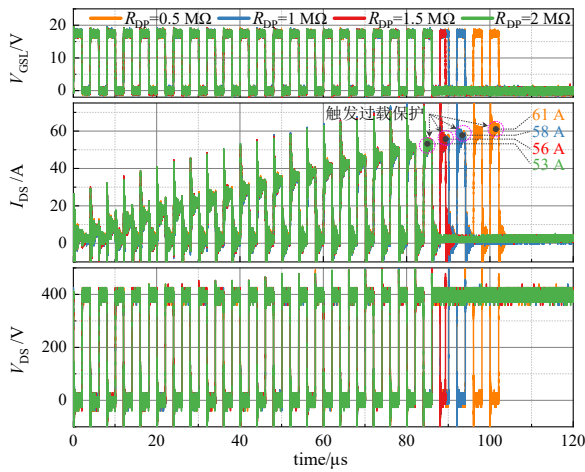 R_DP=0.5 MΩ R_DP=1 MΩ R_DP=1.5 MΩ R_DP=2 MΩ
V_GSL/V
20
10
0
触发过载保护
I_DS/A
60
40
20
0
61 A
58 A
56 A
53 A
V_DS/V
400
200
0
0 20 40 60 80 100 120
time/μs